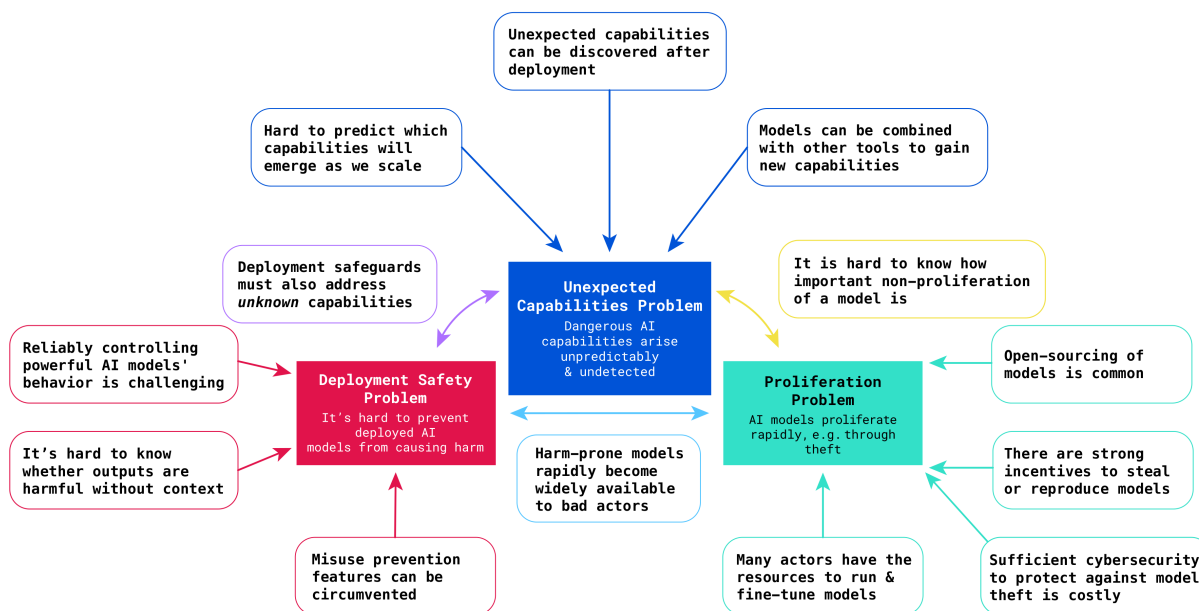 Unexpected capabilities
can be discovered after
deployment
Hard to predict which
capabilities will
emerge as we scale
Models can be combined
with other tools to gain
new capabilities
Deployment safeguards
must also address
unknown capabilities
It is hard to know how
important non-proliferation
of a model is
Unexpected
Capabilities Problem
Dangerous AI
capabilities arise
unpredictably
& undetected
Reliably controlling
powerful AI models'
behavior is challenging
Deployment Safety
Problem
It's hard to prevent
deployed AI
models from causing harm
Proliferation
Problem
AI models proliferate
rapidly, e.g. through
theft
Open-sourcing of
models is common
It's hard to know
whether outputs are
harmful without context
Harm-prone models
rapidly become
widely available
to bad actors
There are strong
incentives to steal
or reproduce models
Misuse prevention
features can be
circumvented
Many actors have the
resources to run &
fine-tune models
Sufficient cybersecurity
to protect against model
theft is costly